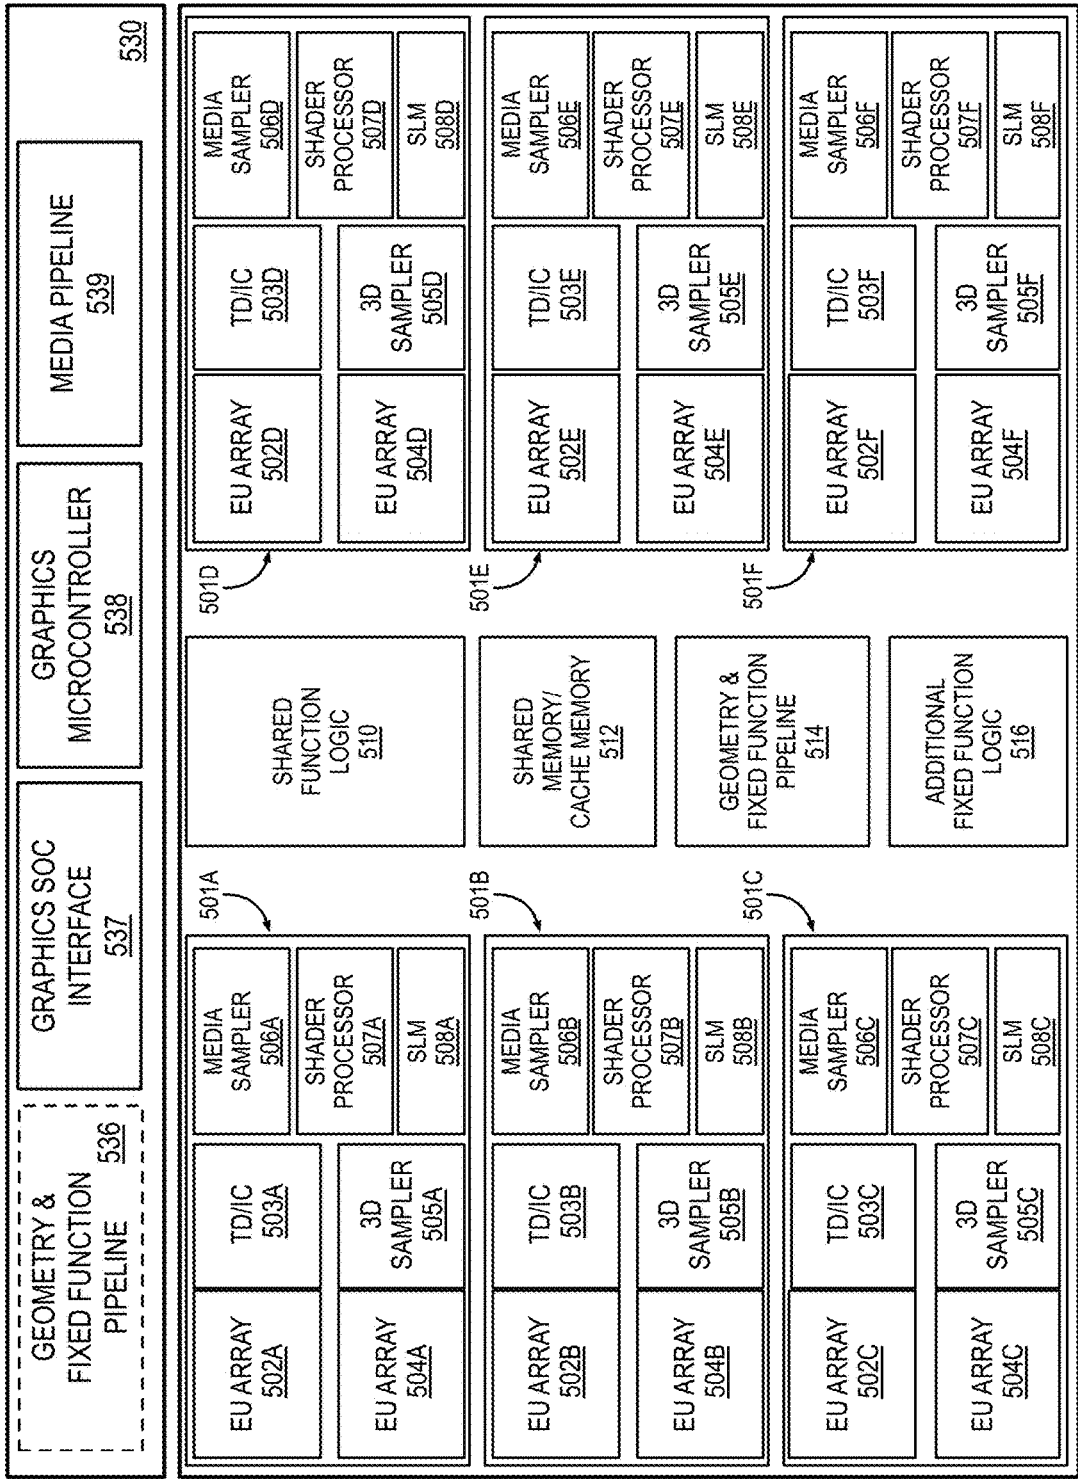 GEOMETRY &
FIXED FUNCTION
PIPELINE
536
GRAPHICS SOC
INTERFACE
537
GRAPHICS
MICROCONTROLLER
538
MEDIA PIPELINE
539
530
501A
EU ARRAY
502A
TD/IC
503A
MEDIA
SAMPLER
506A
SHADER
PROCESSOR
507A
EU ARRAY
504A
3D
SAMPLER
505A
SLM
508A
SHARED
FUNCTION
LOGIC
510
501D
EU ARRAY
502D
TD/IC
503D
MEDIA
SAMPLER
506D
SHADER
PROCESSOR
507D
EU ARRAY
504D
3D
SAMPLER
505D
SLM
508D
501B
EU ARRAY
502B
TD/IC
503B
MEDIA
SAMPLER
506B
SHADER
PROCESSOR
507B
EU ARRAY
504B
3D
SAMPLER
505B
SLM
508B
SHARED
MEMORY/
CACHE MEMORY
512
501E
EU ARRAY
502E
TD/IC
503E
MEDIA
SAMPLER
506E
SHADER
PROCESSOR
507E
EU ARRAY
504E
3D
SAMPLER
505E
SLM
508E
GEOMETRY &
FIXED FUNCTION
PIPELINE
514
501C
EU ARRAY
502C
TD/IC
503C
MEDIA
SAMPLER
506C
SHADER
PROCESSOR
507C
EU ARRAY
504C
3D
SAMPLER
505C
SLM
508C
ADDITIONAL
FIXED FUNCTION
LOGIC
516
501F
EU ARRAY
502F
TD/IC
503F
MEDIA
SAMPLER
506F
SHADER
PROCESSOR
507F
EU ARRAY
504F
3D
SAMPLER
505F
SLM
508F